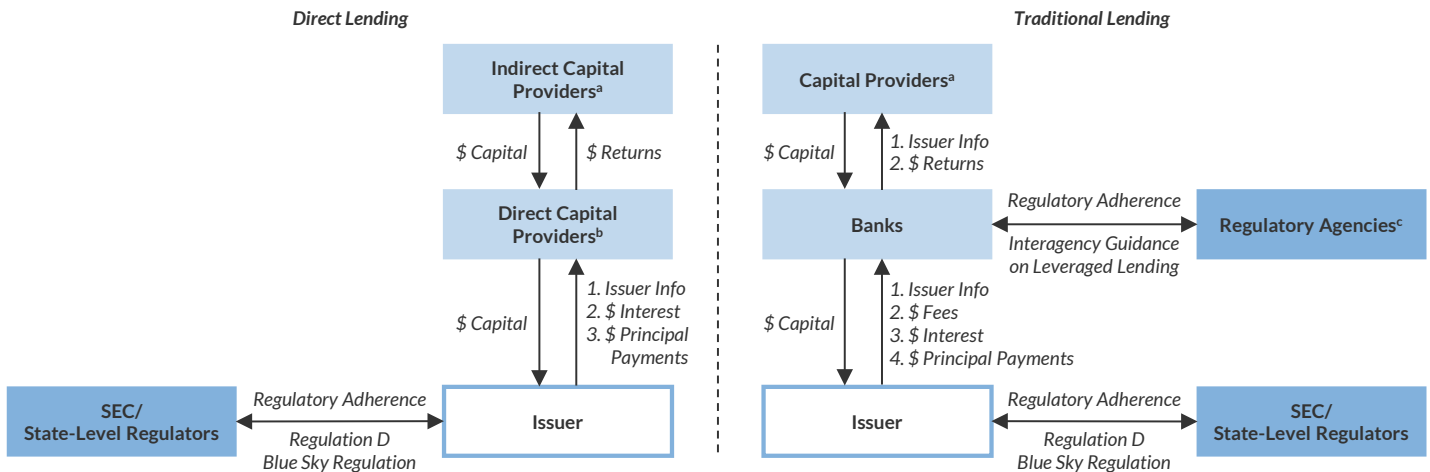 Direct Lending
Indirect Capital
Providersᵃ
$ Capital
$ Returns
Direct Capital
Providersᵇ
$ Capital
1. Issuer Info
2. $ Interest
3. $ Principal
Payments
SEC/
State-Level Regulators
Regulatory Adherence
Regulation D
Blue Sky Regulation
Issuer
Traditional Lending
Capital Providersᵃ
$ Capital
1. Issuer Info
2. $ Returns
Banks
Regulatory Adherence
Interagency Guidance
on Leveraged Lending
Regulatory Agenciesᶜ
$ Capital
1. Issuer Info
2. $ Fees
3. $ Interest
4. $ Principal Payments
Issuer
Regulatory Adherence
Regulation D
Blue Sky Regulation
SEC/
State-Level Regulators